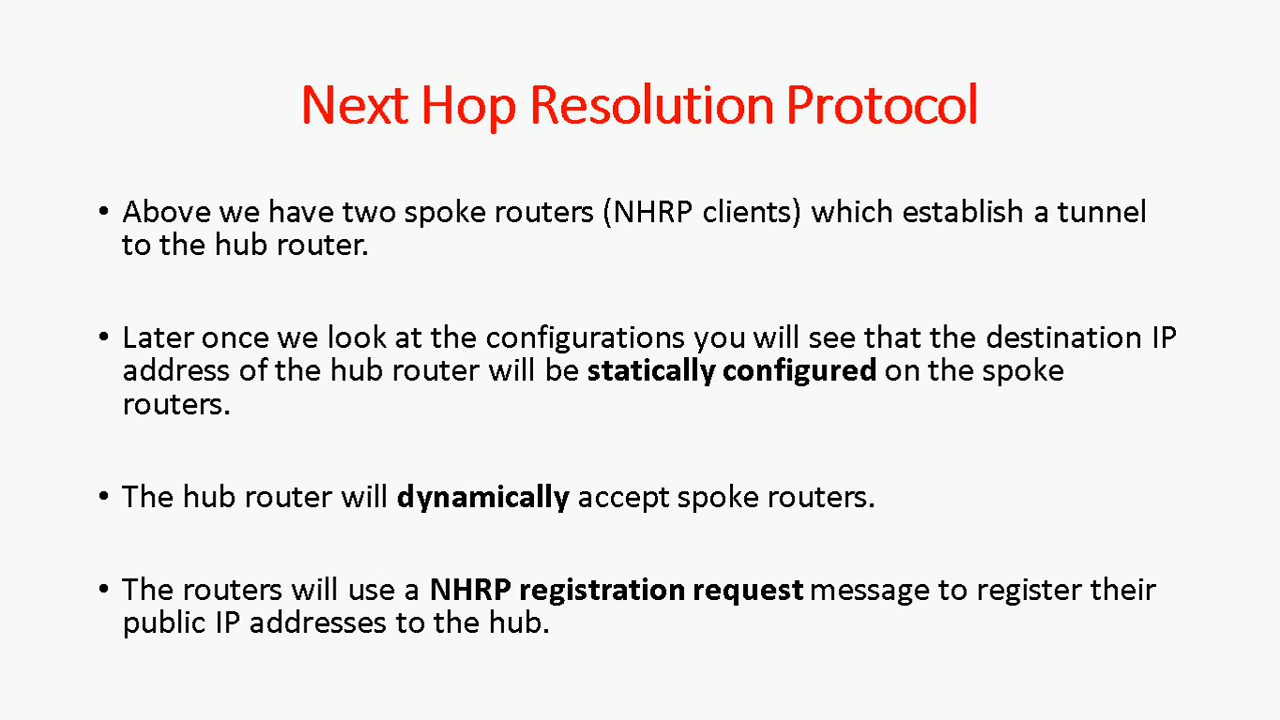 Next Hop Resolution Protocol
• Above we have two spoke routers (NHRP clients) which establish a tunnel
to the hub router.
• Later once we look at the configurations you will see that the destination IP
address of the hub router will be statically configured on the spoke
routers.
• The hub router will dynamically accept spoke routers.
• The routers will use a NHRP registration request message to register their
public IP addresses to the hub.